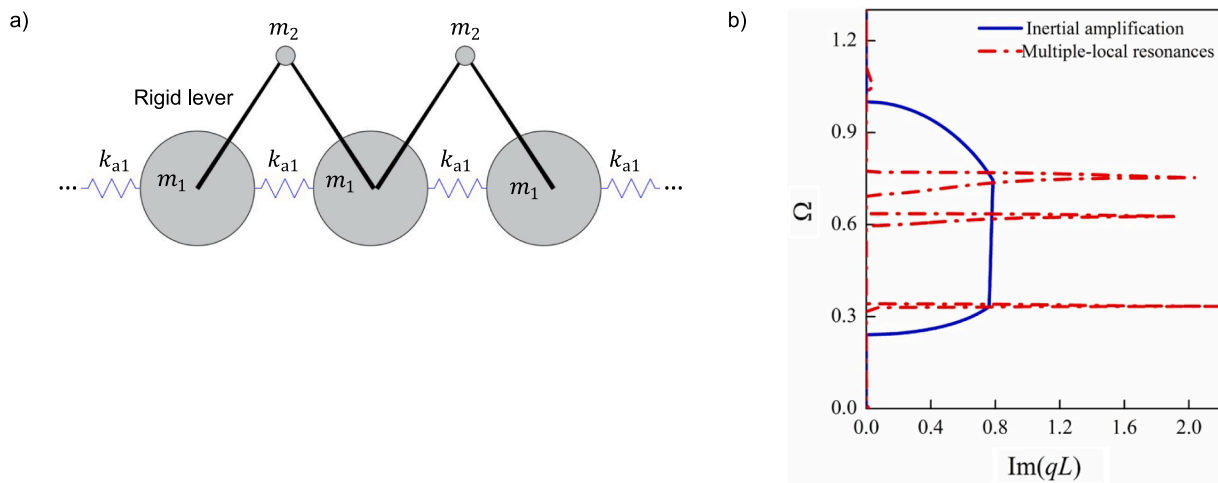 a)
m₂ m₂
Rigid lever
kₐ₁ kₐ₁ kₐ₁ kₐ₁
... m₁ m₁ m₁ ...
b)
Inertial amplification
Multiple-local resonances
1.2
0.9
Ω
0.6
0.3
0.0
0.0 0.4 0.8 1.2 1.6 2.0
Im(qL)